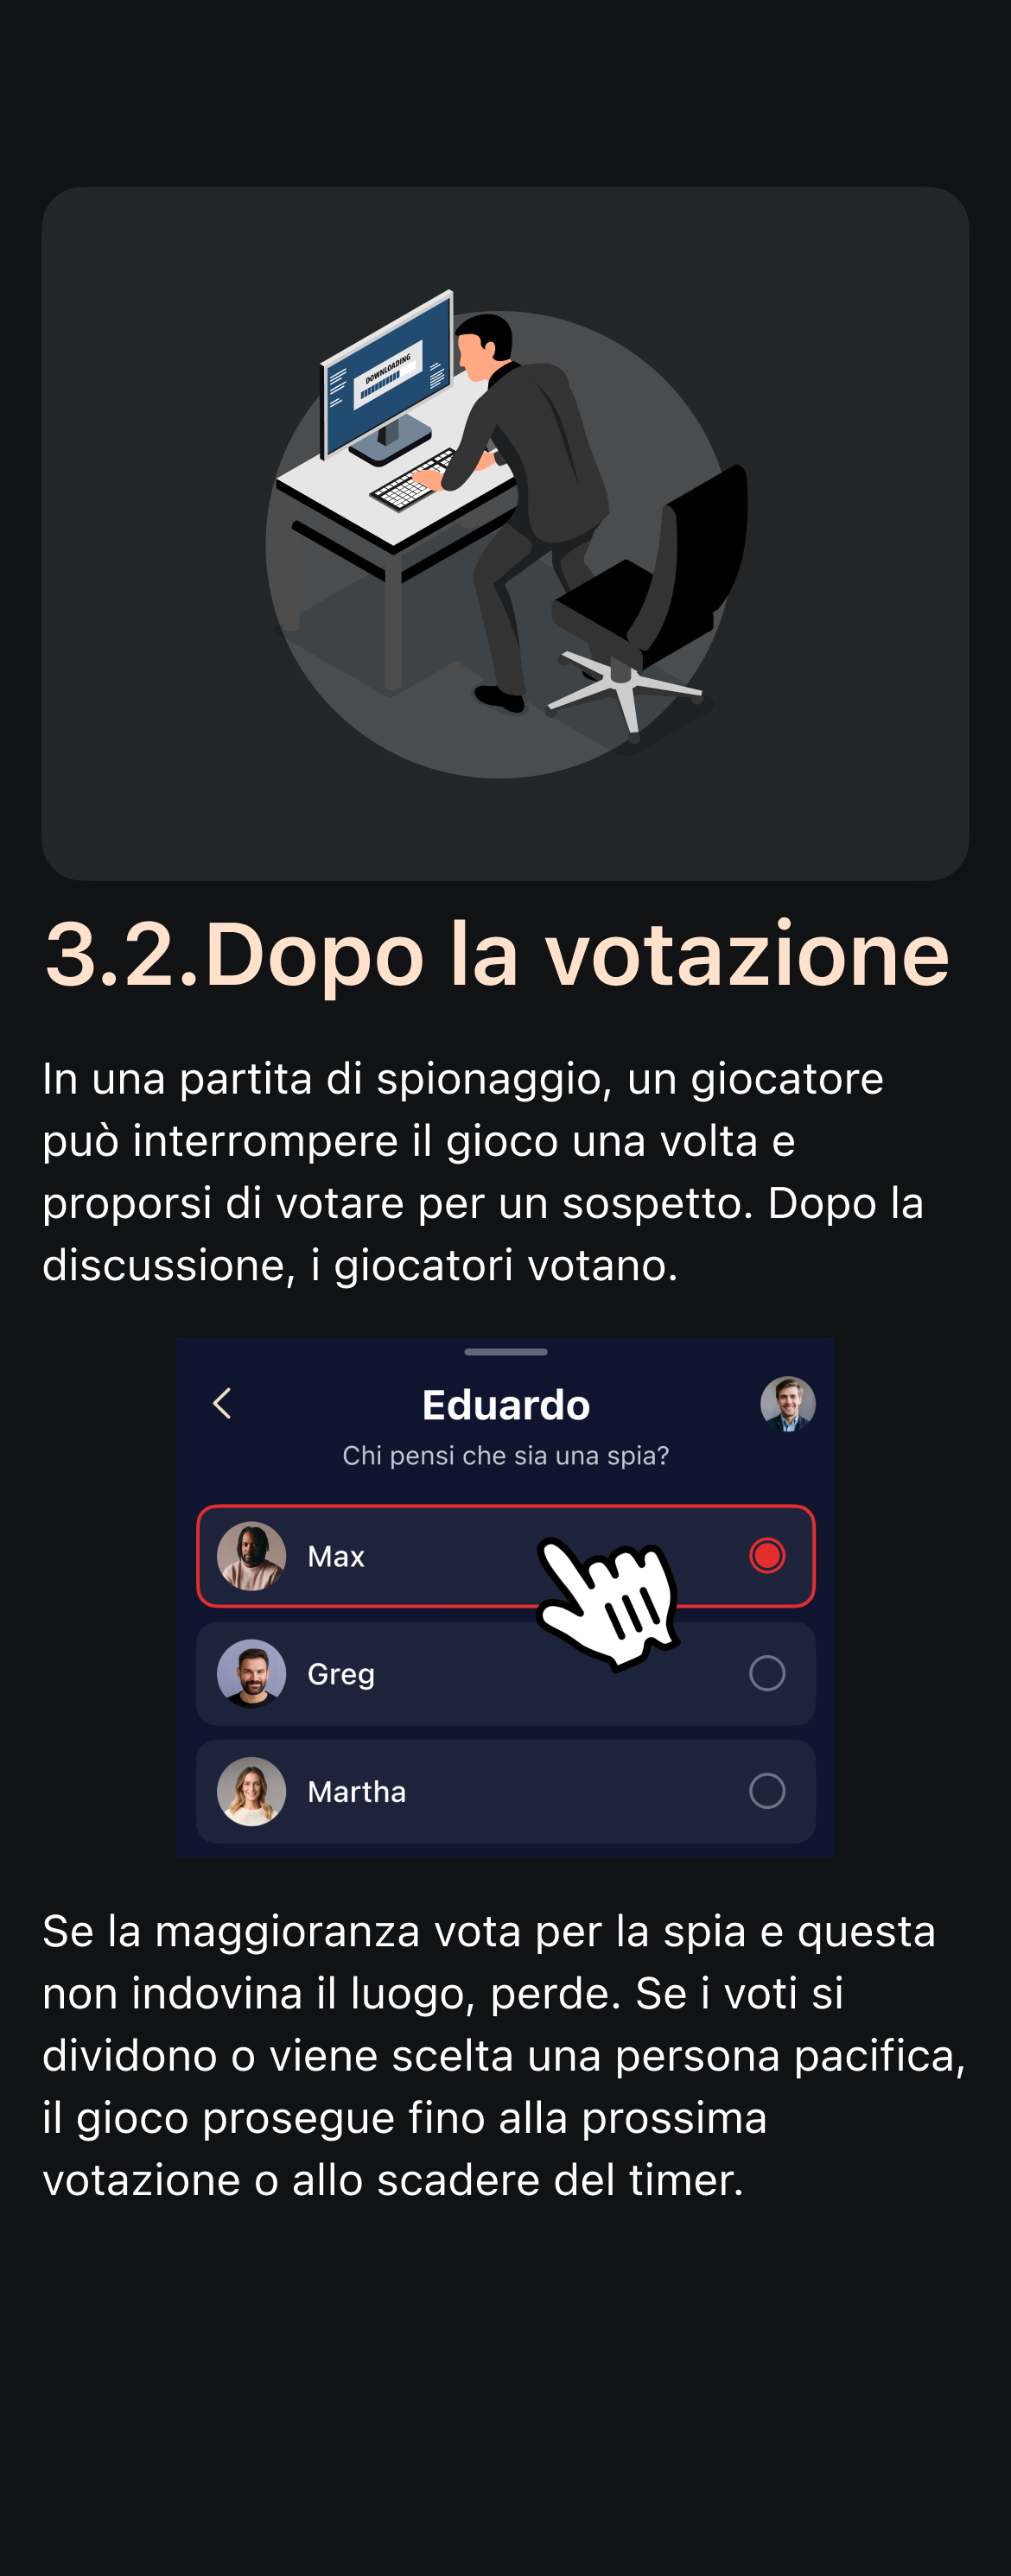 DOWNLOADING
3.2.Dopo la votazione
In una partita di spionaggio, un giocatore
può interrompere il gioco una volta e
proporsi di votare per un sospetto. Dopo la
discussione, i giocatori votano.
Eduardo
Chi pensi che sia una spia?
Max
Greg
Martha
Se la maggioranza vota per la spia e questa
non indovina il luogo, perde. Se i voti si
dividono o viene scelta una persona pacifica,
il gioco prosegue fino alla prossima
votazione o allo scadere del timer.